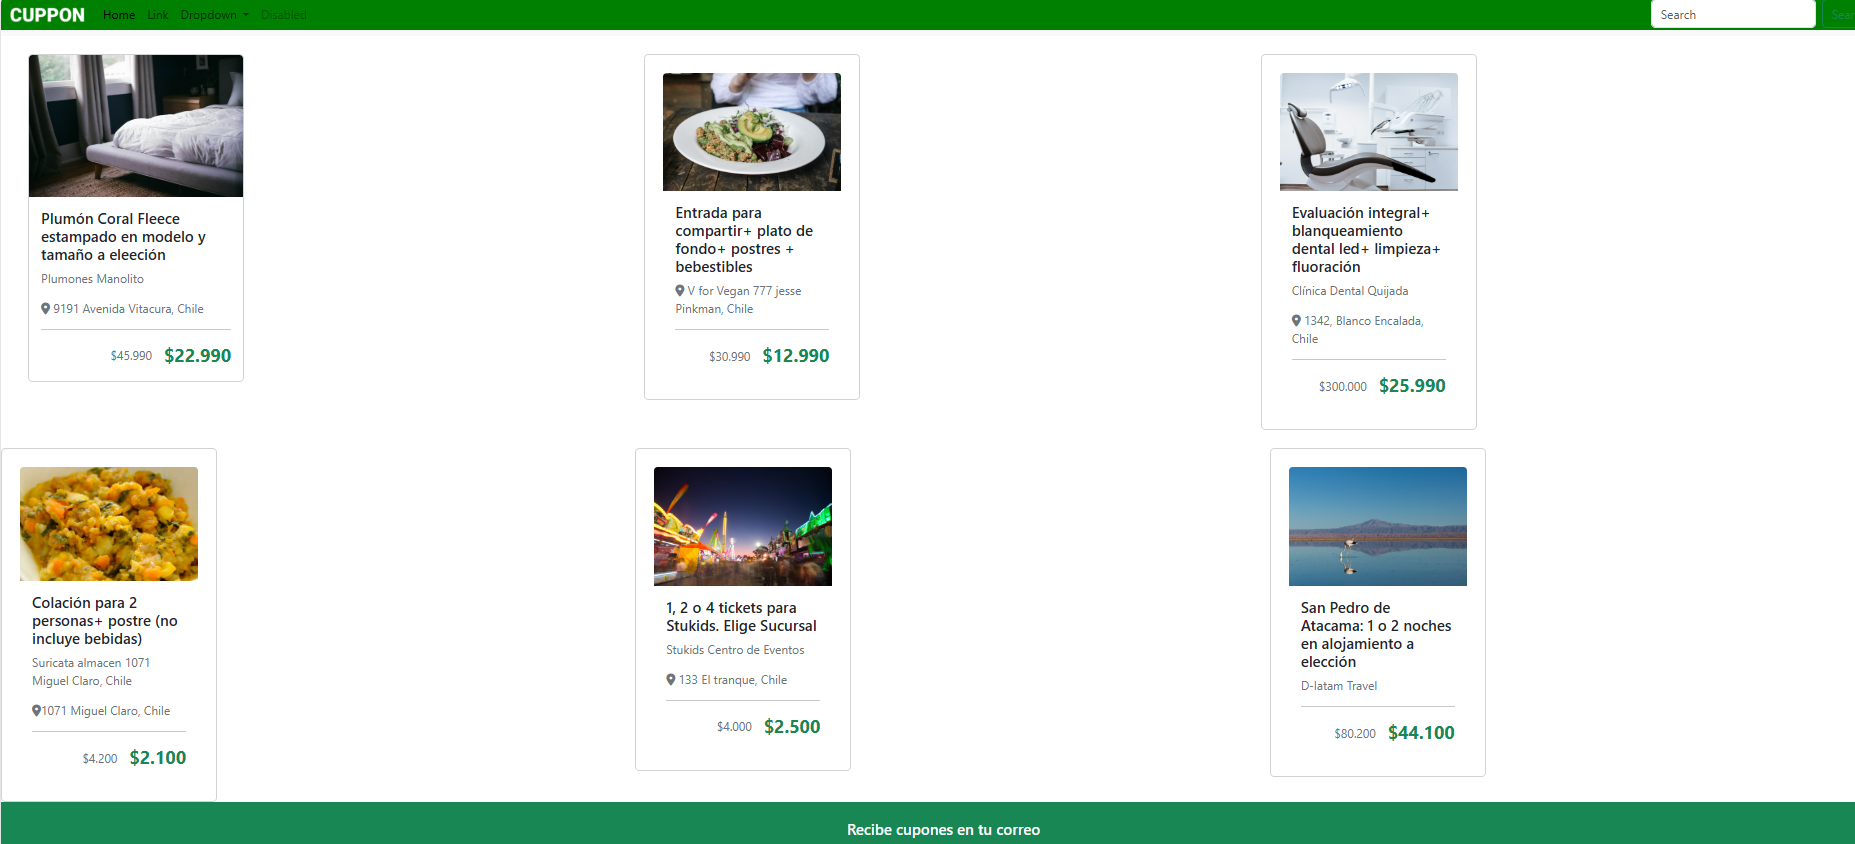 CUPPON Home Link Dropdown Disabled Search
Plumón Coral Fleece
estampado en modelo y
tamaño a eleeción
Plumones Manolito
9191 Avenida Vitacura, Chile
$45.990 $22.990
Entrada para
compartir+ plato de
fondo+ postres +
bebestibles
V for Vegan 777 jesse
Pinkman, Chile
$30.990 $12.990
Evaluación integral+
blanqueamiento
dental led+ limpieza+
fluoración
Clínica Dental Quijada
1342, Blanco Encalada,
Chile
$300.000 $25.990
Colación para 2
personas+ postre (no
incluye bebidas)
Suricata almacen 1071
Miguel Claro, Chile
1071 Miguel Claro, Chile
$4.200 $2.100
1, 2 o 4 tickets para
Stukids. Elige Sucursal
Stukids Centro de Eventos
133 El tranque, Chile
$4.000 $2.500
San Pedro de
Atacama: 1 o 2 noches
en alojamiento a
elección
D-latam Travel
$80.200 $44.100
Recibe cupones en tu correo